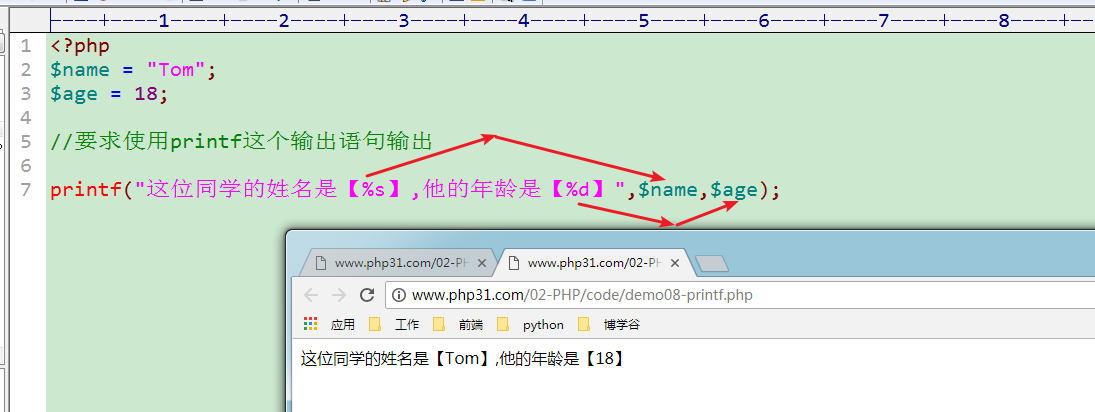 ----+----1----+----2----+----3----+----4----+----5----+----6----+----7----+----8----+--
1 <?php
2 $name = "Tom";
3 $age = 18;
4
5 //要求使用printf这个输出语句输出
6
7 printf("这位同学的姓名是【%s】,他的年龄是【%d】",$name,$age);
www.php31.com/02-PH www.php31.com/02-PH
www.php31.com/02-PHP/code/demo08-printf.php
应用 工作 前端 python 博学谷
这位同学的姓名是【Tom】,他的年龄是【18】